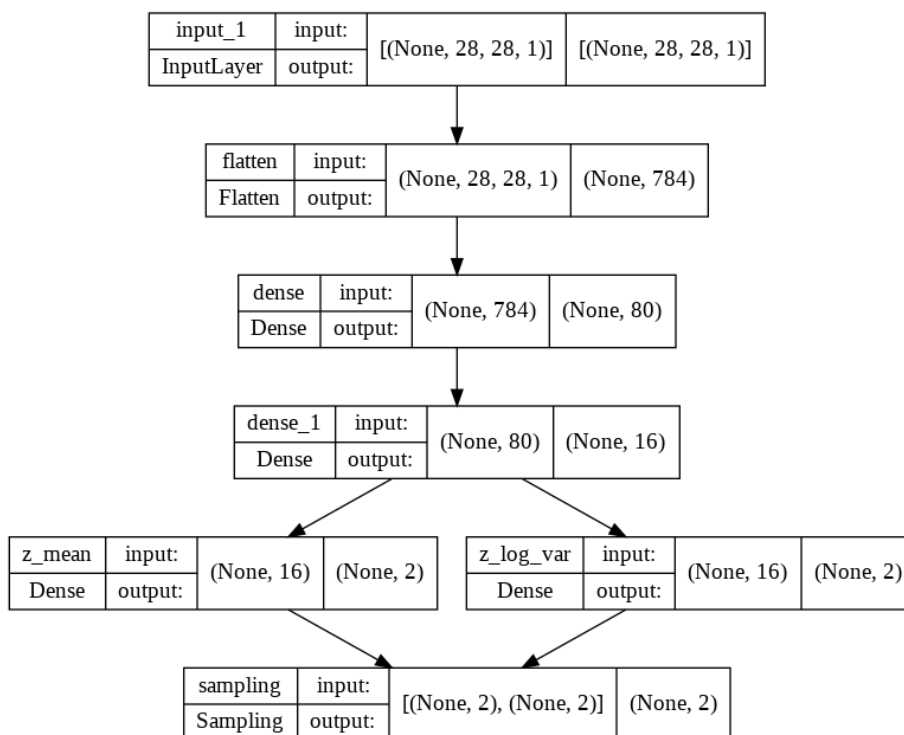 input_1 input: [(None, 28, 28, 1)] [(None, 28, 28, 1)]
InputLayer output:
flatten input: (None, 28, 28, 1) (None, 784)
Flatten output:
dense input: (None, 784) (None, 80)
Dense output:
dense_1 input: (None, 80) (None, 16)
Dense output:
z_mean input: (None, 16) (None, 2)
Dense output:
z_log_var input: (None, 16) (None, 2)
Dense output:
sampling input: [(None, 2), (None, 2)] (None, 2)
Sampling output: